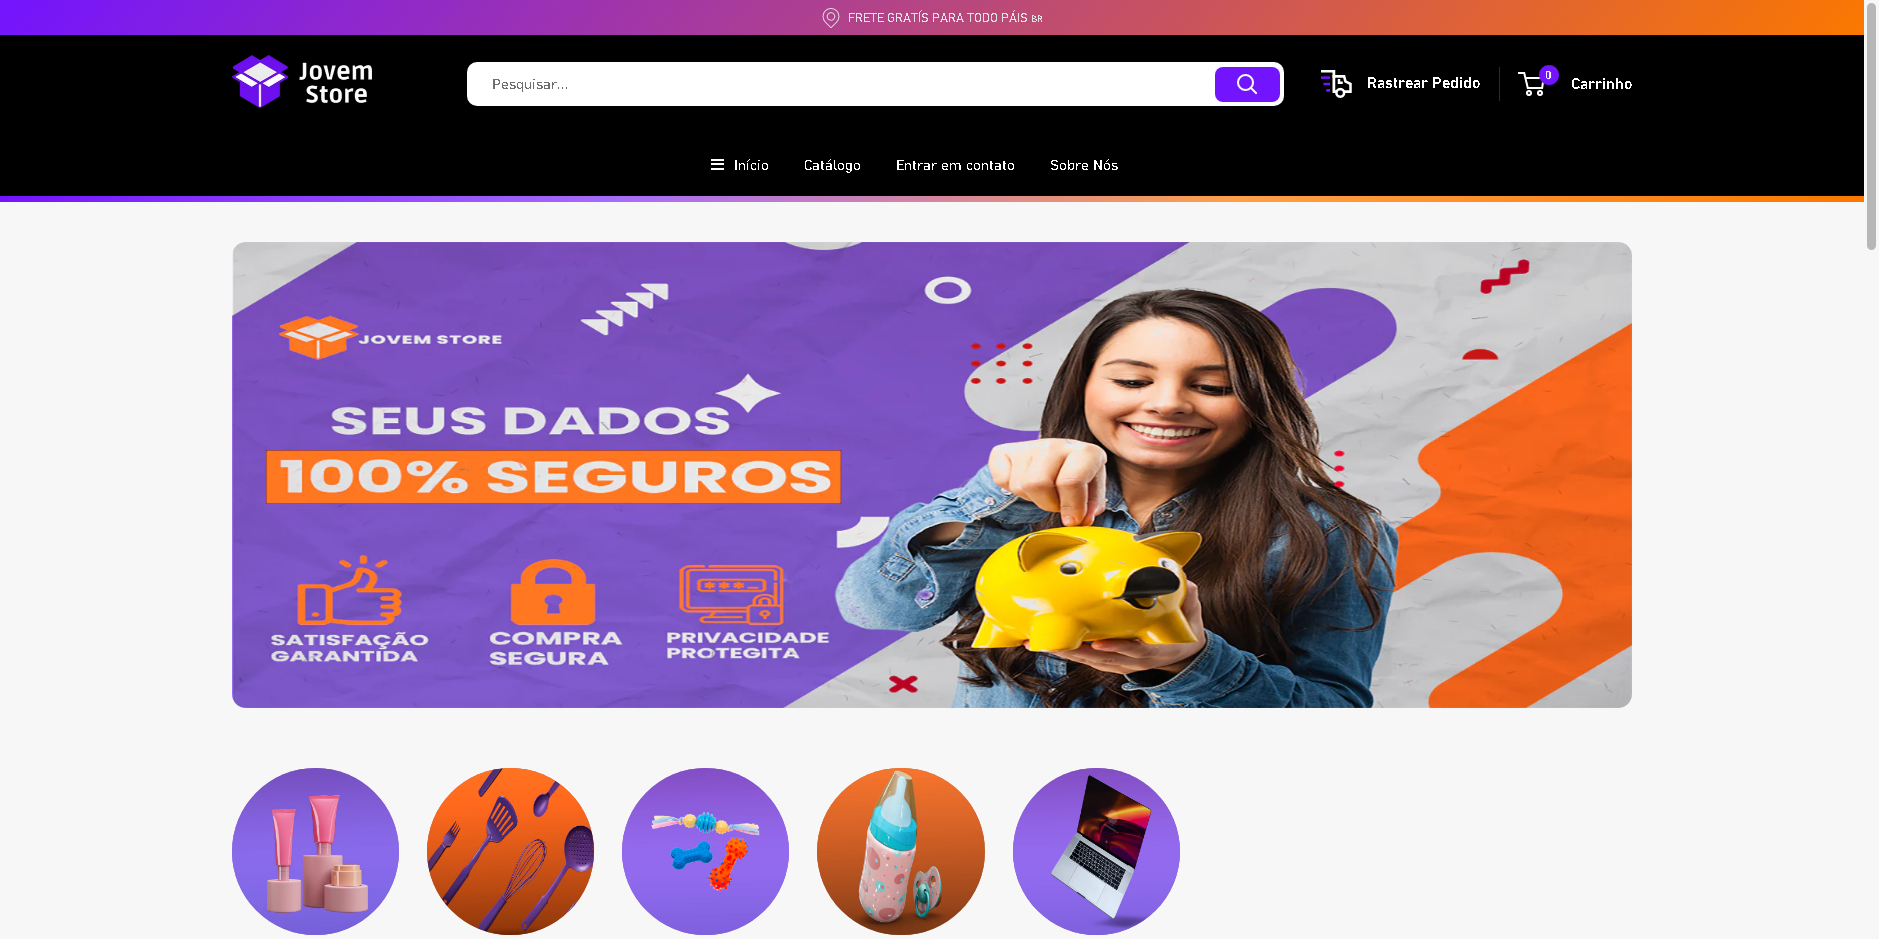 FRETE GRATÍS PARA TODO PÁIS BR
Jovem
Store
Pesquisar...
Rastrear Pedido
0
Carrinho
Início
Catálogo
Entrar em contato
Sobre Nós
JOVEM STORE
SEUS DADOS
100% SEGUROS
SATISFAÇÃO
GARANTIDA
COMPRA
SEGURA
PRIVACIDADE
PROTEGITA